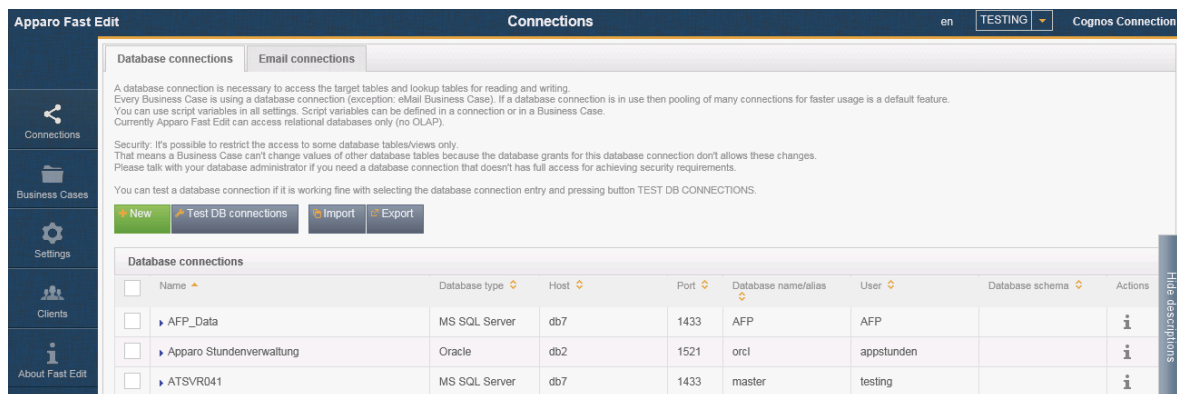 Apparo Fast Edit
Connections
en
TESTING
Cognos Connection
Connections
Business Cases
Settings
Clients
About Fast Edit
Database connections
Email connections
A database connection is necessary to access the target tables and lookup tables for reading and writing.
Every Business Case is using a database connection (exception: eMail Business Case). If a database connection is in use then pooling of many connections for faster usage is a default feature.
You can use script variables in all settings. Script variables can be defined in a connection or in a Business Case.
Currently Apparo Fast Edit can access relational databases only (no OLAP).
Security: It's possible to restrict the access to some database tables/views only.
That means a Business Case can't change values of other database tables because the database grants for this database connection don't allows these changes.
Please talk with your database administrator if you need a database connection that doesn't has full access for achieving security requirements.
You can test a database connection if it is working fine with selecting the database connection entry and pressing button TEST DB CONNECTIONS.
New
Test DB connections
Import
Export
Database connections
Name
Database type
Host
Port
Database name/alias
User
Database schema
Actions
AFP_Data MS SQL Server db7 1433 AFP AFP
Apparo Stundenverwaltung Oracle db2 1521 orcl appstunden
ATSVR041 MS SQL Server db7 1433 master testing
Hide descriptions